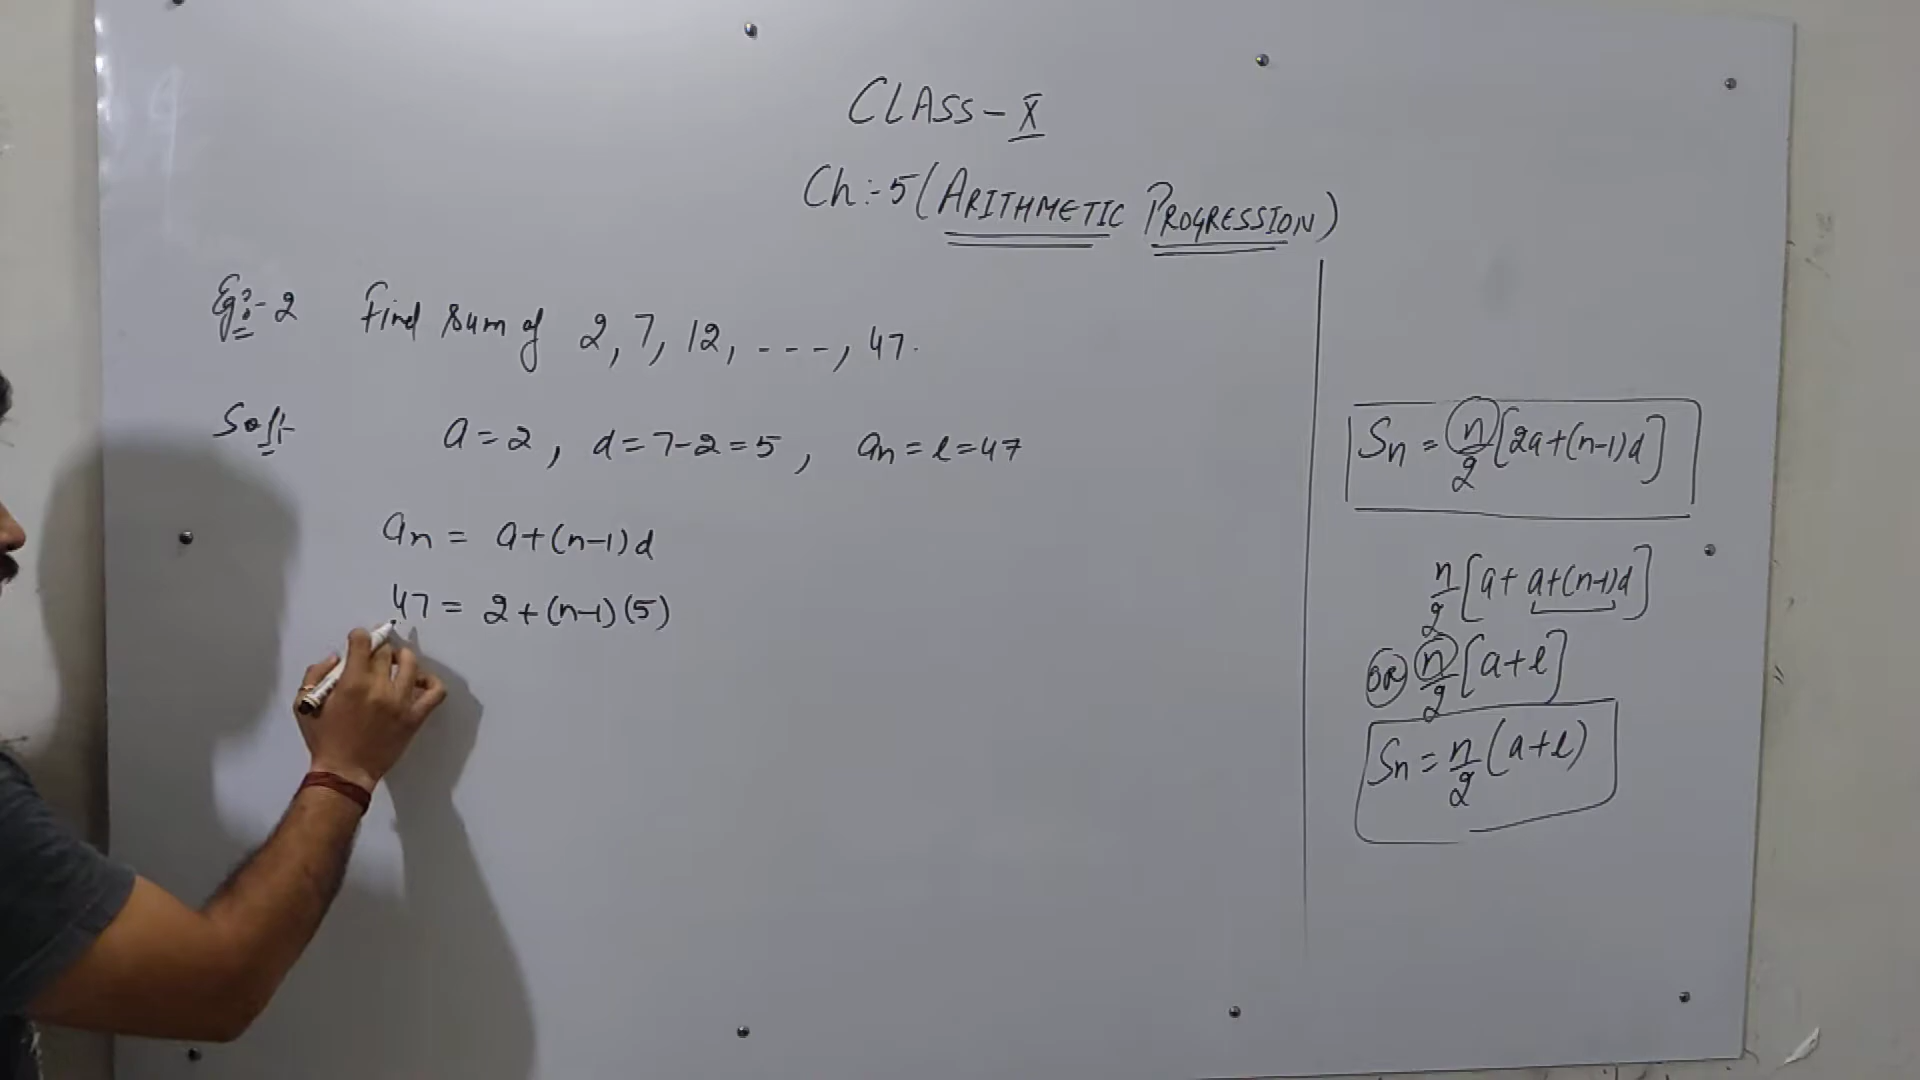 CLASS - X
Ch:-5 (ARITHMETIC PROGRESSION)
Eg:-2 Find sum of 2, 7, 12, ----, 47.
Sol:- a = 2, d = 7-2 = 5, an = l = 47
an = a+(n-1)d
47 = 2+(n-1)(5)
Sn = n/2 [2a+(n-1)d]
n/2 [a+ a+(n-1)d]
OR n/2 [a+l]
Sn = n/2 (a+l)